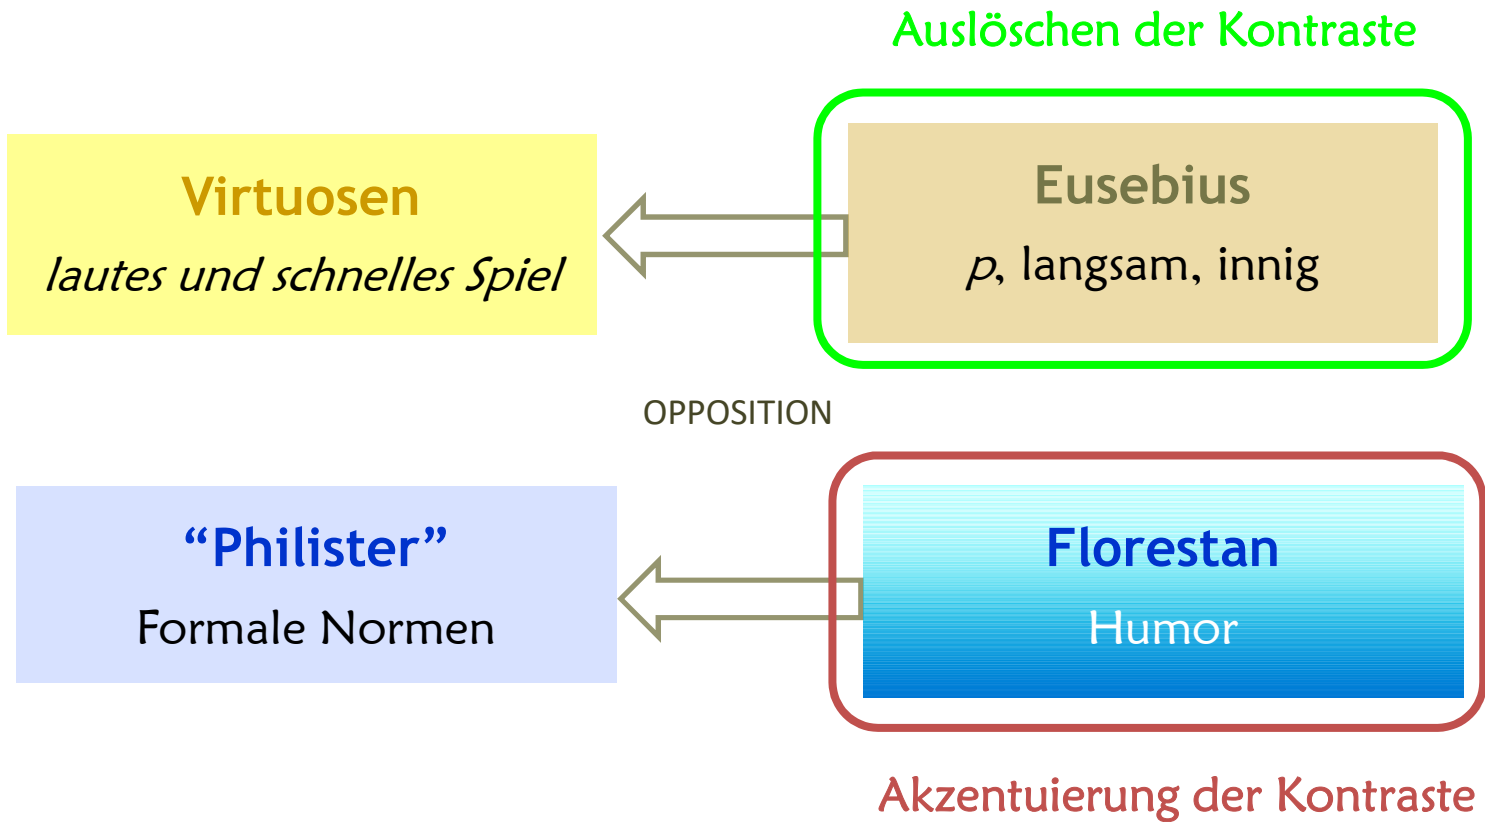 Auslöschen der Kontraste
Virtuosen
lautes und schnelles Spiel
Eusebius
p, langsam, innig
OPPOSITION
“Philister”
Formale Normen
Florestan
Humor
Akzentuierung der Kontraste